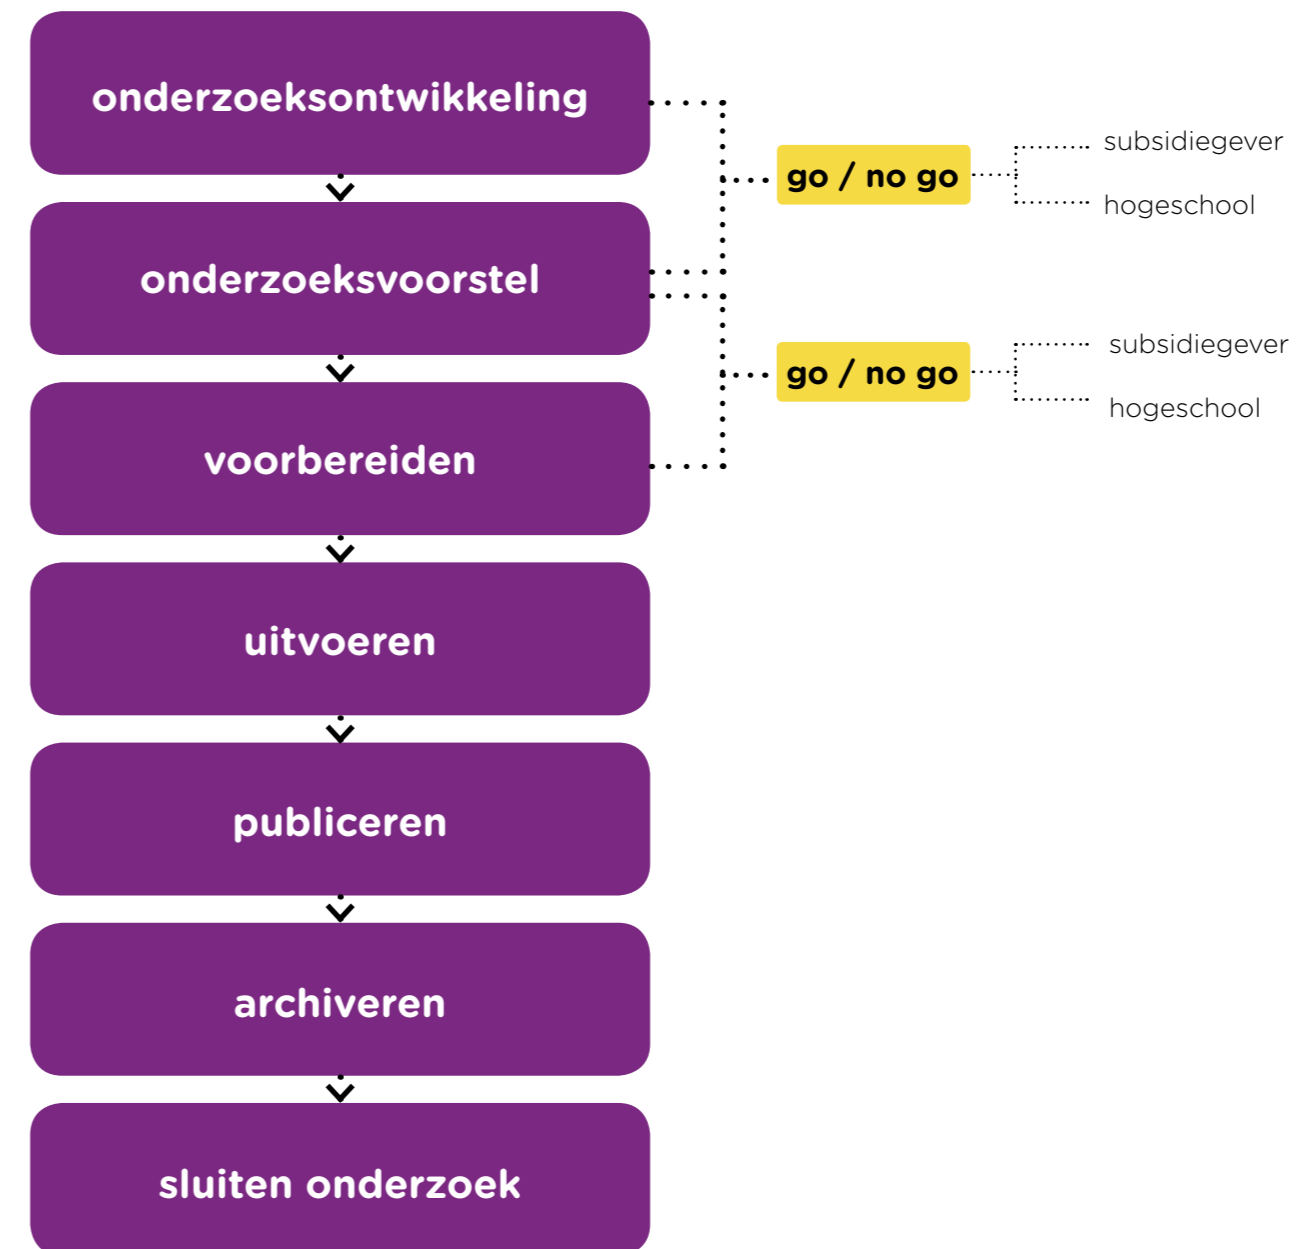 onderzoeksontwikkeling
go / no go
subsidiegever
hogeschool
onderzoeksvoorstel
go / no go
subsidiegever
hogeschool
voorbereiden
uitvoeren
publiceren
archiveren
sluiten onderzoek